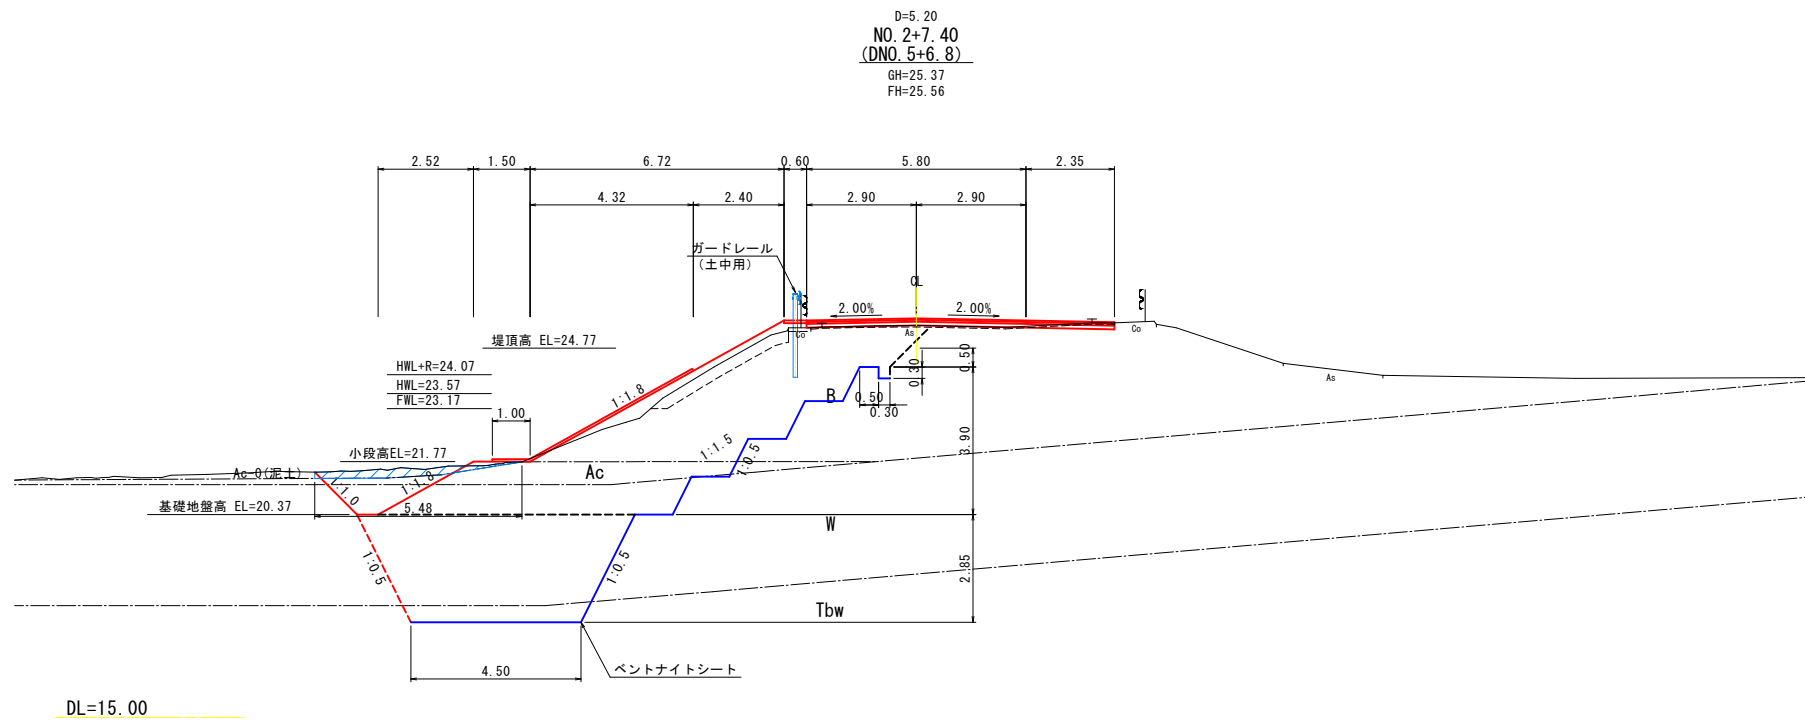 D=5.20
NO.2+7.40
(DNO.5+6.8)
GH=25.37
FH=25.56
2.52
1.50
6.72
0.60
5.80
2.35
4.32
2.40
2.90
2.90
ガードレール
(土中用)
CL
2.00%
2.00%
Co
As
Co
As
堤頂高 EL=24.77
HWL+R=24.07
HWL=23.57
FWL=23.17
1.00
1:1.8
B
0.50
0.30
0.30
0.50
3.90
小段高EL=21.77
1:1.5
1:0.5
Ac-0(泥土)
Ac
1:1.0
1:1.8
基礎地盤高 EL=20.37
5.48
W
1:0.5
1:0.5
2.85
Tbw
4.50
ベントナイトシート
DL=15.00